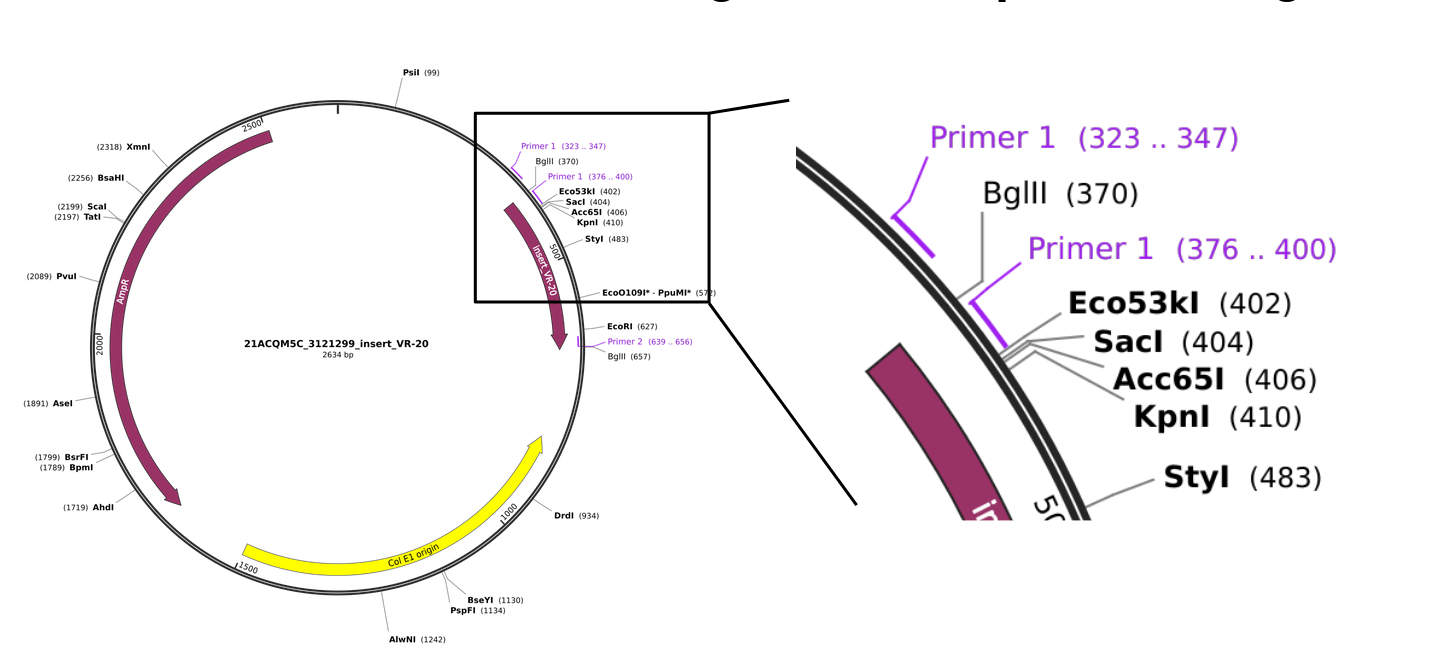 PsiI (99)
2500
(2318) XmnI
(2256) BsaHI
(2199) ScaI
(2197) TatI
(2089) PvuI
AmpR
2000
(1891) AseI
(1799) BsrFI
(1789) BpmI
(1719) AhdI
1500
Primer 1 (323 .. 347)
BglII (370)
Primer 1 (376 .. 400)
Eco53kI (402)
SacI (404)
Acc65I (406)
KpnI (410)
StyI (483)
500
insert_VR-20
EcoO109I* - PpuMI* (572)
EcoRI (627)
Primer 2 (639 .. 656)
BglII (657)
21ACQM5C_3121299_insert_VR-20
2634 bp
1000
DrdI (934)
Col E1 origin
BseYI (1130)
PspFI (1134)
AlwNI (1242)
Primer 1 (323 .. 347)
BglII (370)
Primer 1 (376 .. 400)
Eco53kI (402)
SacI (404)
Acc65I (406)
KpnI (410)
StyI (483)
in